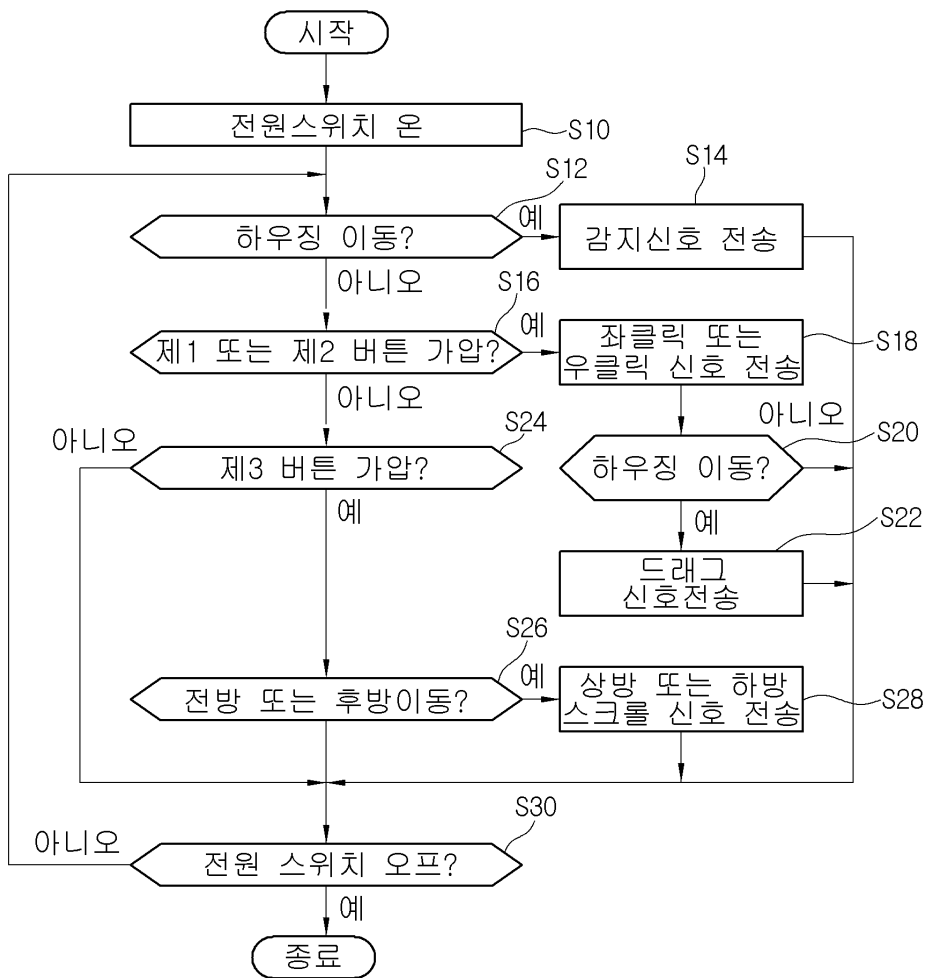 시작
전원스위치 온
S10
S12
S14
하우징 이동?
예
감지신호 전송
아니오
S16
제1 또는 제2 버튼 가압?
예
좌클릭 또는
우클릭 신호 전송
S18
아니오
아니오
S24
아니오
S20
제3 버튼 가압?
하우징 이동?
예
예
S22
드래그
신호전송
S26
전방 또는 후방이동?
예
상방 또는 하방
스크롤 신호 전송
S28
S30
아니오
전원 스위치 오프?
예
종료